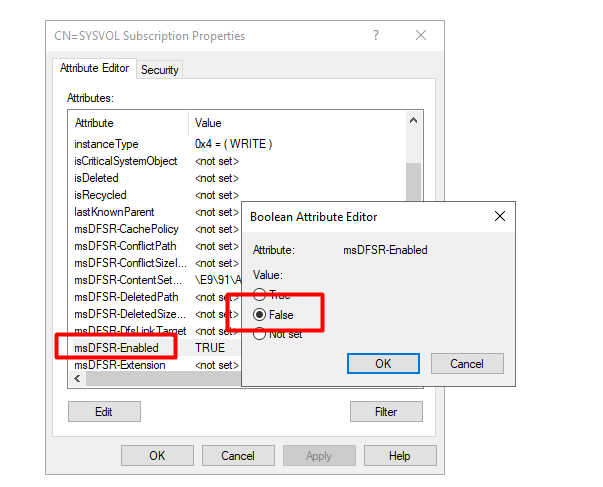 CN=SYSVOL Subscription Properties
Attribute Editor Security
Attributes:
Attribute Value
instanceType 0x4 = ( WRITE )
isCriticalSystemObject <not set>
isDeleted <not set>
isRecycled <not set>
lastKnownParent <not set>
msDFSR-CachePolicy <not set>
msDFSR-ConflictPath <not set>
msDFSR-ConflictSizeI... <not set>
msDFSR-ContentSet... \E9\91\A
msDFSR-DeletedPath <not set>
msDFSR-DeletedSize... <not set>
msDFSR-DfsLinkTarget <not set>
msDFSR-Enabled TRUE
msDFSR-Extension <not set>
Edit Filter
OK Cancel Apply Help
Boolean Attribute Editor
Attribute: msDFSR-Enabled
Value:
True
False
Not set
OK Cancel